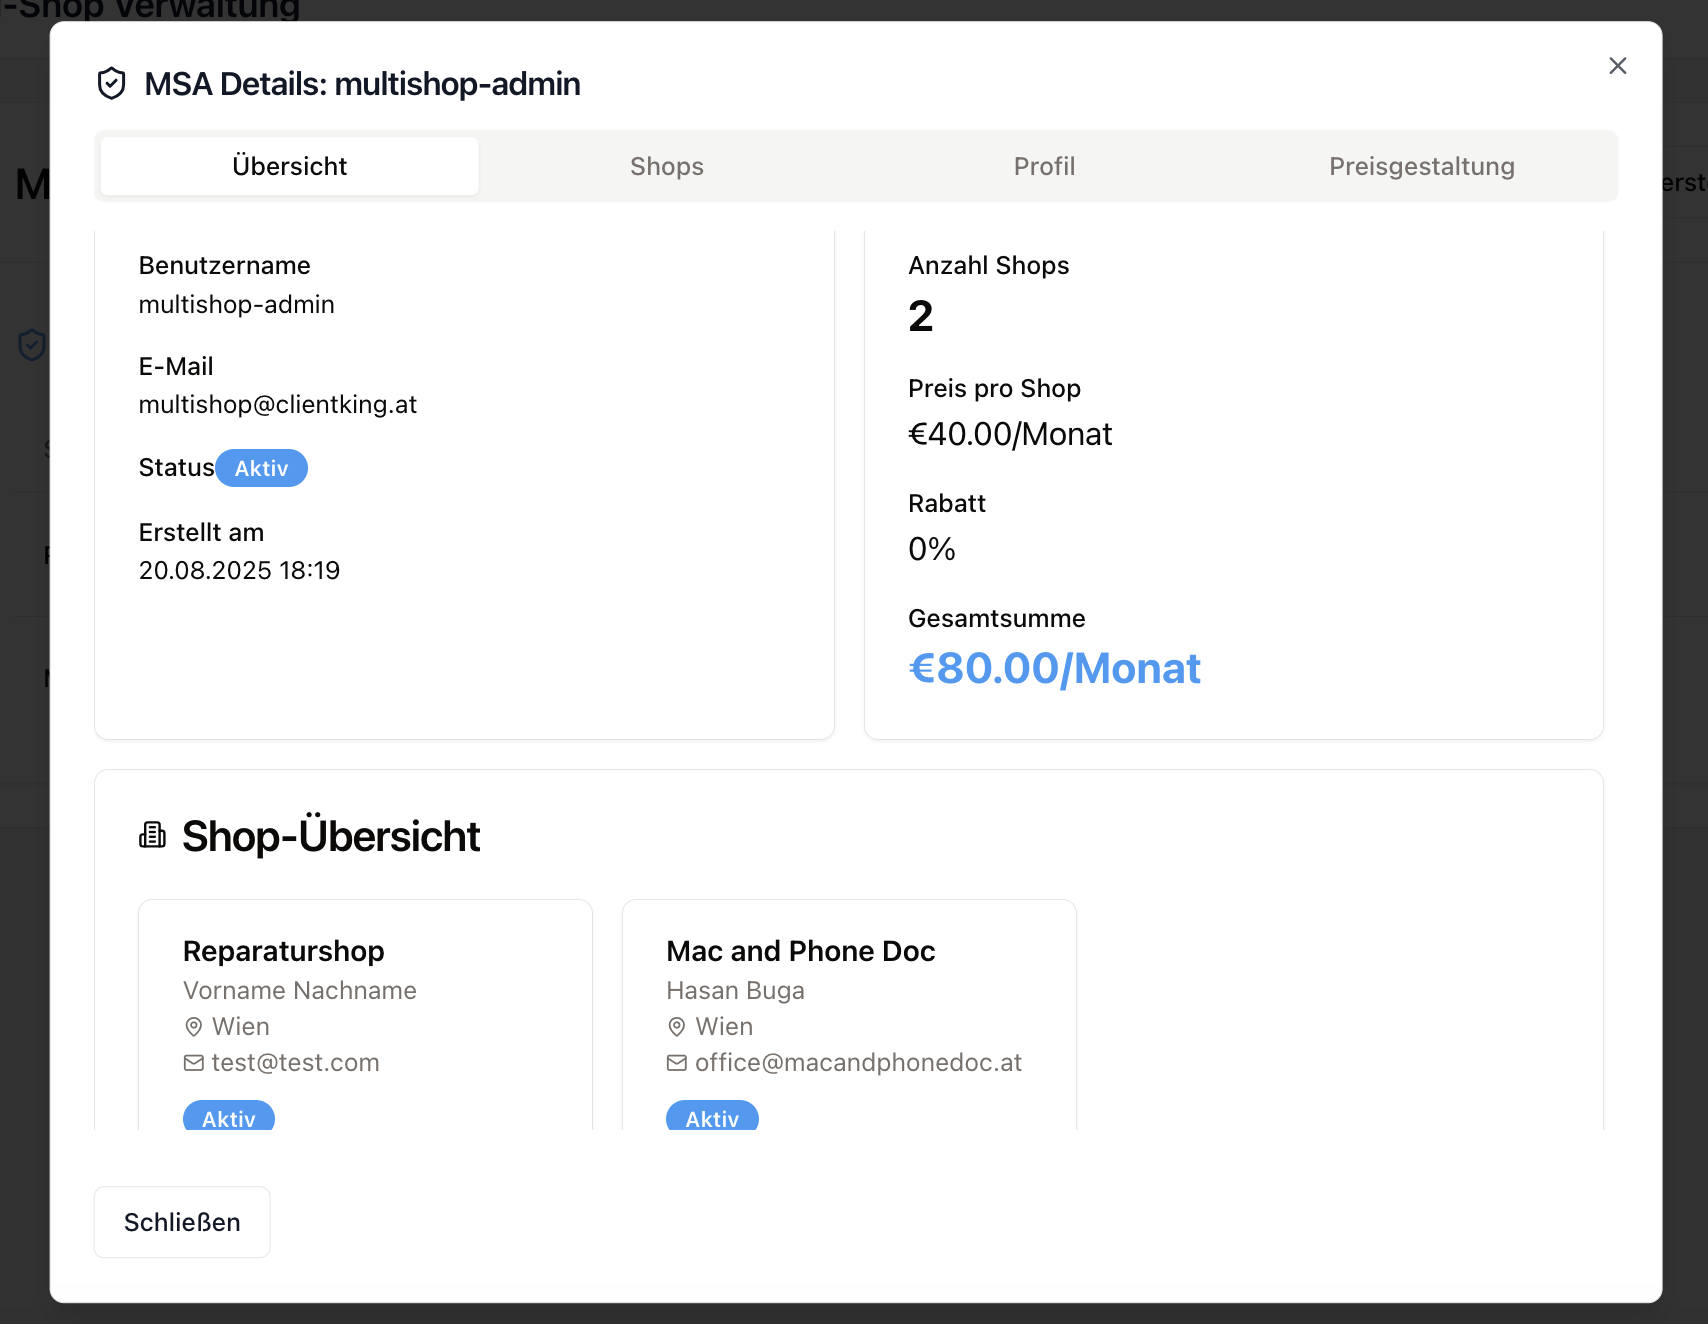 -Shop Verwaltung
MSA Details: multishop-admin
Übersicht
Shops
Profil
Preisgestaltung
Benutzername
multishop-admin
E-Mail
multishop@clientking.at
Status Aktiv
Erstellt am
20.08.2025 18:19
Anzahl Shops
2
Preis pro Shop
€40.00/Monat
Rabatt
0%
Gesamtsumme
€80.00/Monat
Shop-Übersicht
Reparaturshop
Vorname Nachname
Wien
test@test.com
Aktiv
Mac and Phone Doc
Hasan Buga
Wien
office@macandphonedoc.at
Aktiv
Schließen